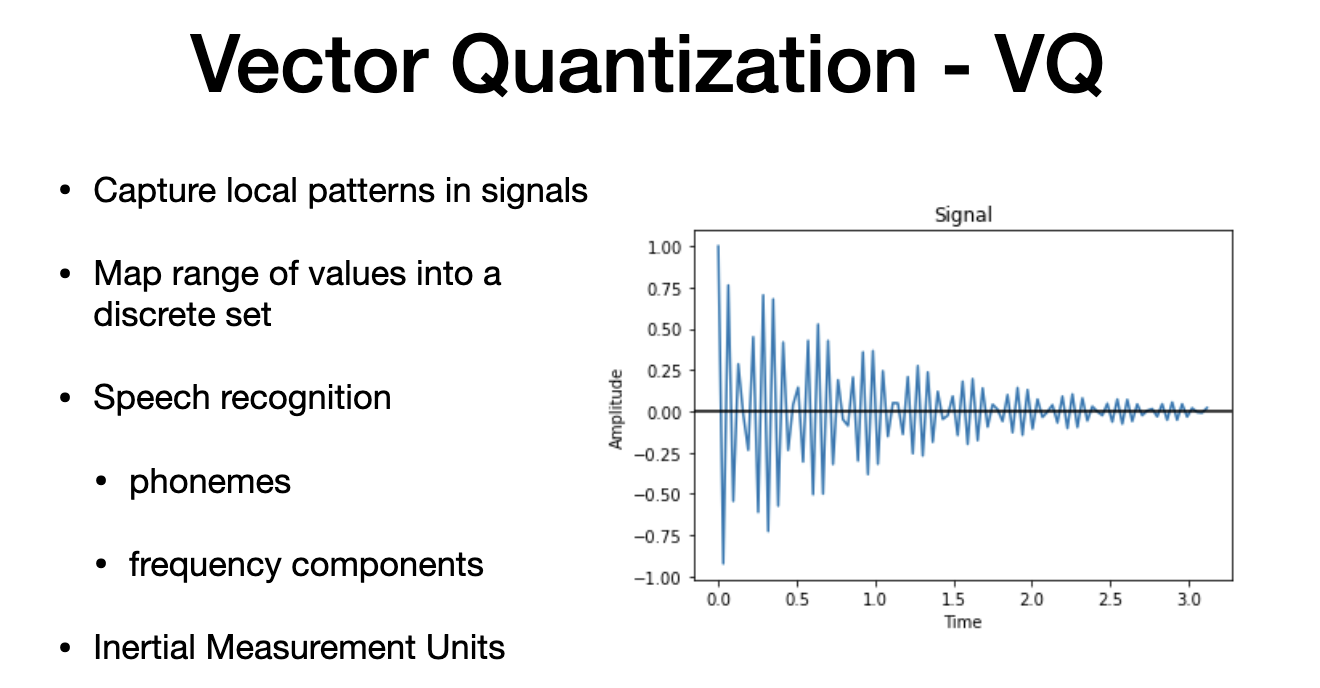 Vector Quantization - VQ
• Capture local patterns in signals
• Map range of values into a
discrete set
• Speech recognition
• phonemes
• frequency components
• Inertial Measurement Units
Signal
Amplitude
1.00
0.75
0.50
0.25
0.00
−0.25
−0.50
−0.75
−1.00
0.0 0.5 1.0 1.5 2.0 2.5 3.0
Time